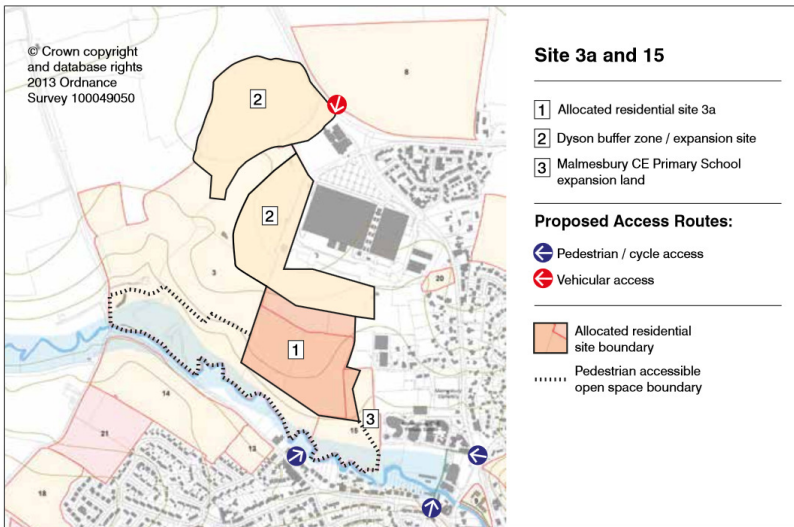 © Crown copyright
and database rights
2013 Ordnance
Survey 100049050
8
2
2
3
20
1
3
15
14
21
13
18
Site 3a and 15
1 Allocated residential site 3a
2 Dyson buffer zone / expansion site
3 Malmesbury CE Primary School
expansion land
Proposed Access Routes:
Pedestrian / cycle access
Vehicular access
Allocated residential
site boundary
Pedestrian accessible
open space boundary